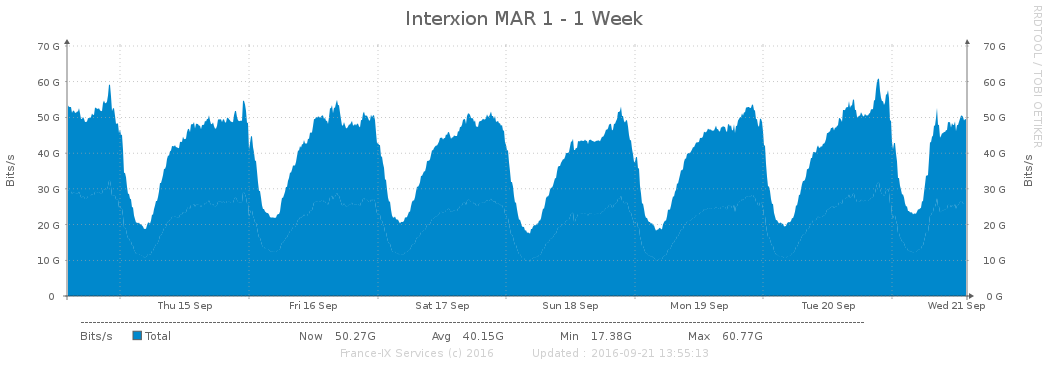 Interxion MAR 1 - 1 Week
RRDTOOL / TOBI OETIKER
Bits/s
70 G 70 G
60 G 60 G
50 G 50 G
40 G 40 G
30 G 30 G
20 G 20 G
10 G 10 G
0 0 G
Bits/s
Thu 15 Sep Fri 16 Sep Sat 17 Sep Sun 18 Sep Mon 19 Sep Tue 20 Sep Wed 21 Sep
Bits/s Total Now 50.27G Avg 40.15G Min 17.38G Max 60.77G
France-IX Services (c) 2016 Updated : 2016-09-21 13:55:13